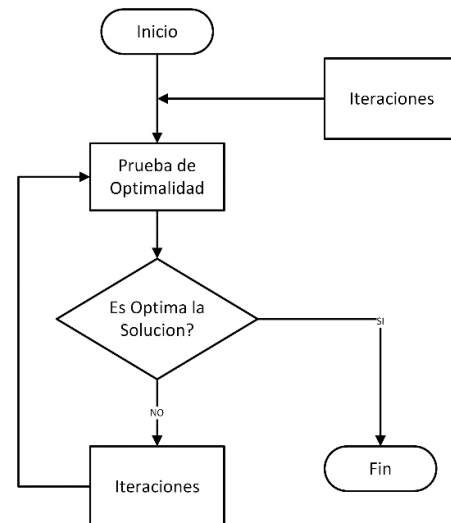 Inicio
Iteraciones
Prueba de
Optimalidad
Es Optima la
Solucion?
SI
NO
Iteraciones
Fin